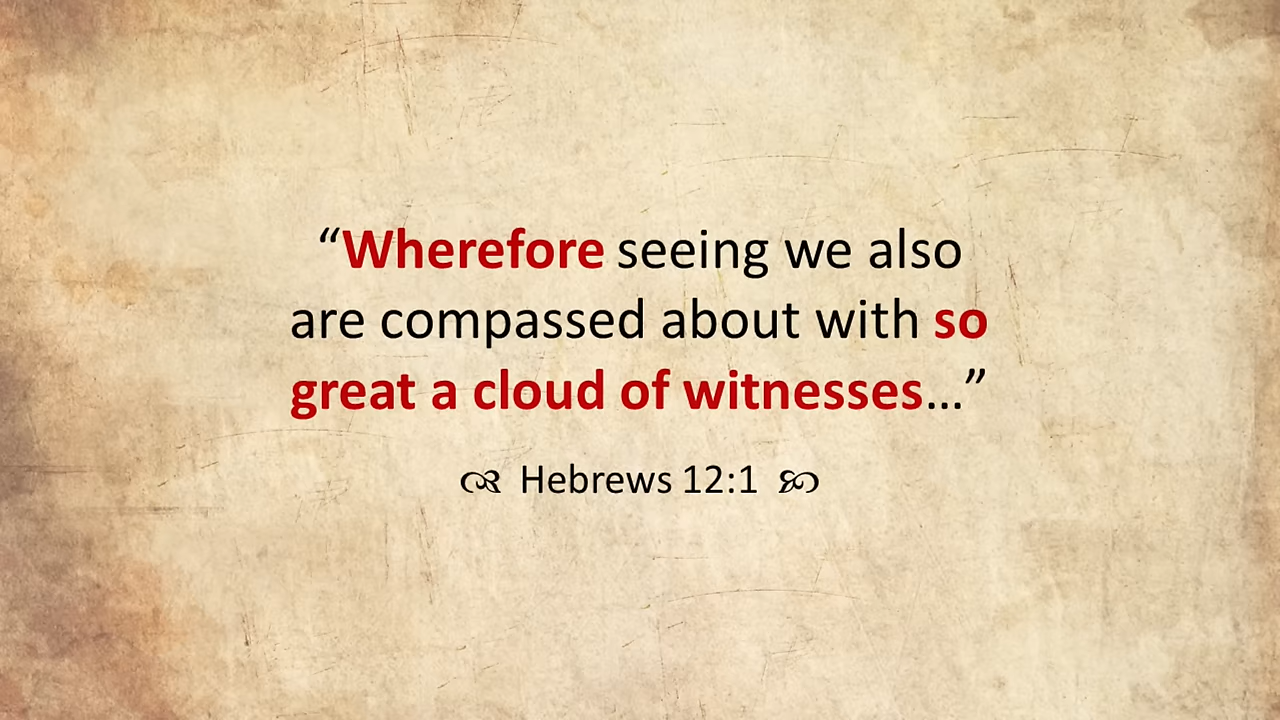 “Wherefore seeing we also
are compassed about with so
great a cloud of witnesses…”
Hebrews 12:1